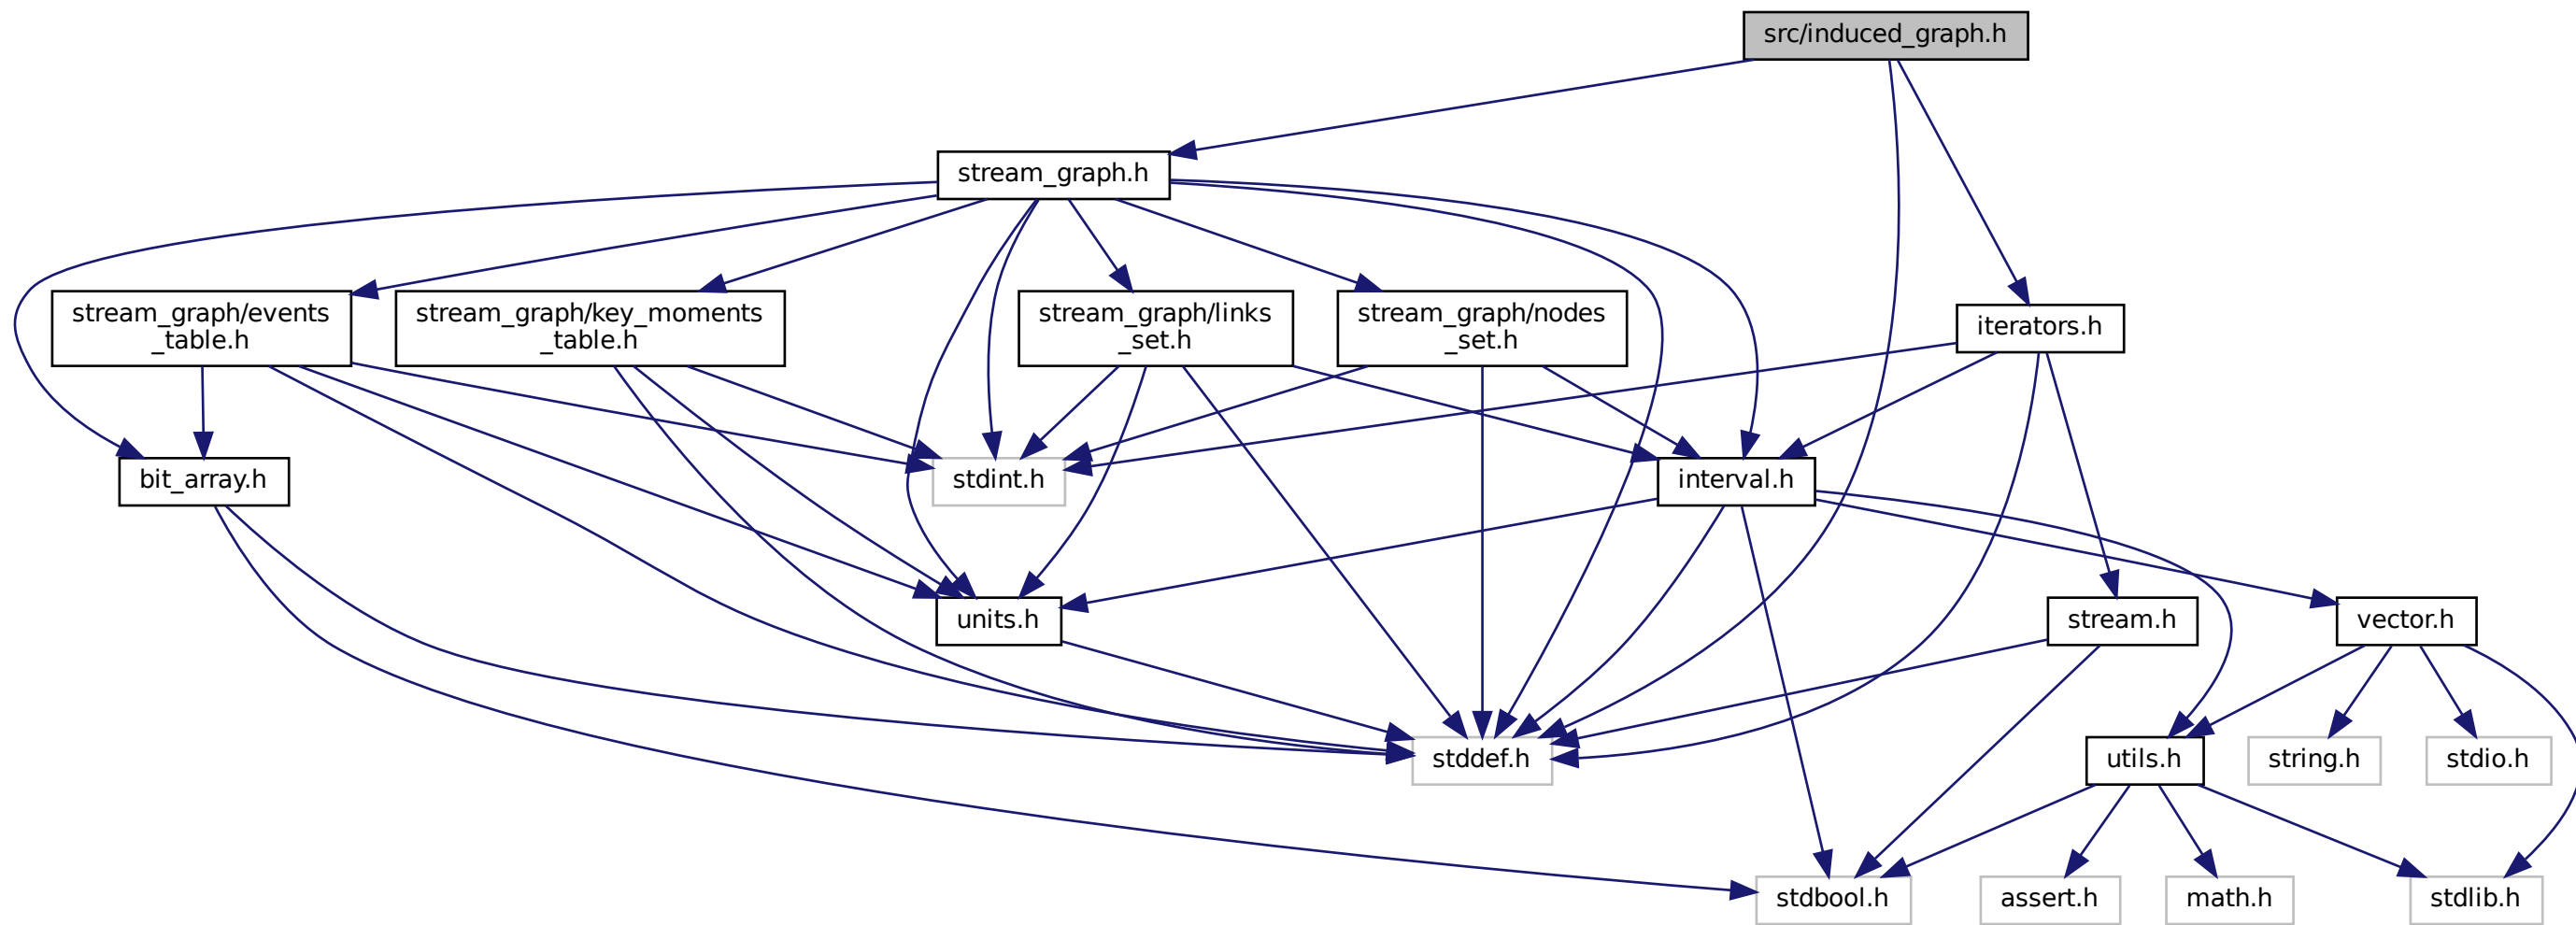 src/induced_graph.h
stream_graph.h
stream_graph/events
_table.h
stream_graph/key_moments
_table.h
stream_graph/links
_set.h
stream_graph/nodes
_set.h
iterators.h
bit_array.h
stdint.h
interval.h
units.h
stream.h
vector.h
stddef.h
utils.h
string.h
stdio.h
stdbool.h
assert.h
math.h
stdlib.h